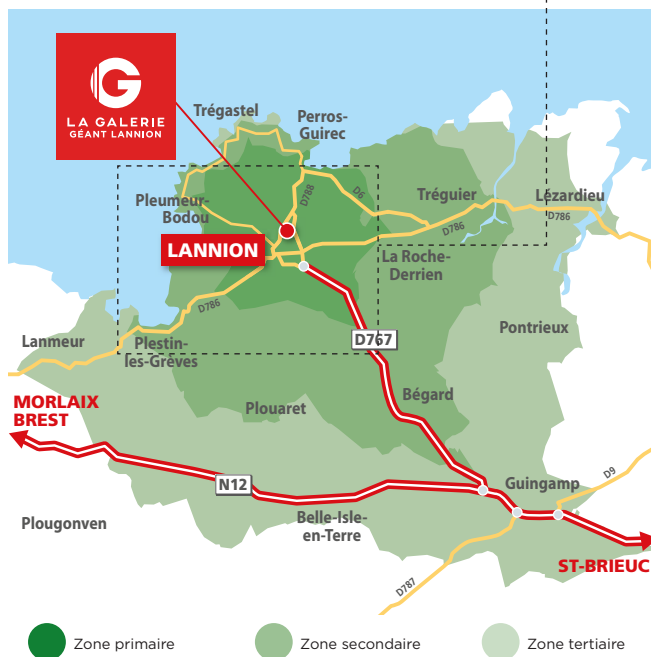 G
LA GALERIE
GÉANT LANNION
Trégastel
Perros-
Guirec
D788
D6
Pleumeur-
Bodou
Tréguier
Lézardieu
D786
D786
LANNION
La Roche-
Derrien
D786
Pontrieux
Lanmeur
Plestin-
les-Grèves
D767
MORLAIX
BREST
Plouaret
Bégard
N12
Guingamp
D9
Plougonven
Belle-Isle-
en-Terre
ST-BRIEUC
D787
Zone primaire
Zone secondaire
Zone tertiaire